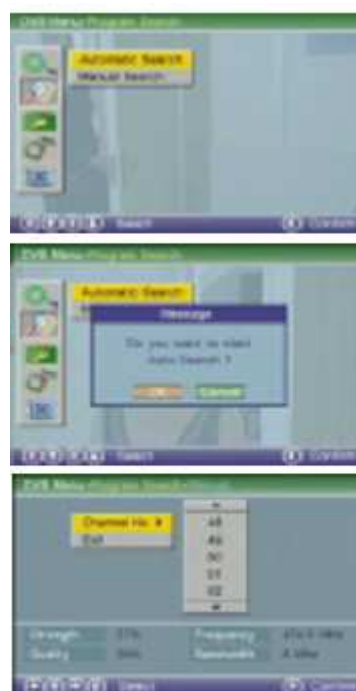 DVB Menu-Program Search
Automatic Search
Manual Search
Select
Confirm
DVB Menu-Program Search
Automatic Search
Message
Do you want to start
Auto Search ?
OK
Cancel
Select
Confirm
DVB Menu-Program Search-Manual
Channel No.
Exit
48
49
50
51
52
Strength
Frequency
Quality
Bandwidth
Select
Confirm